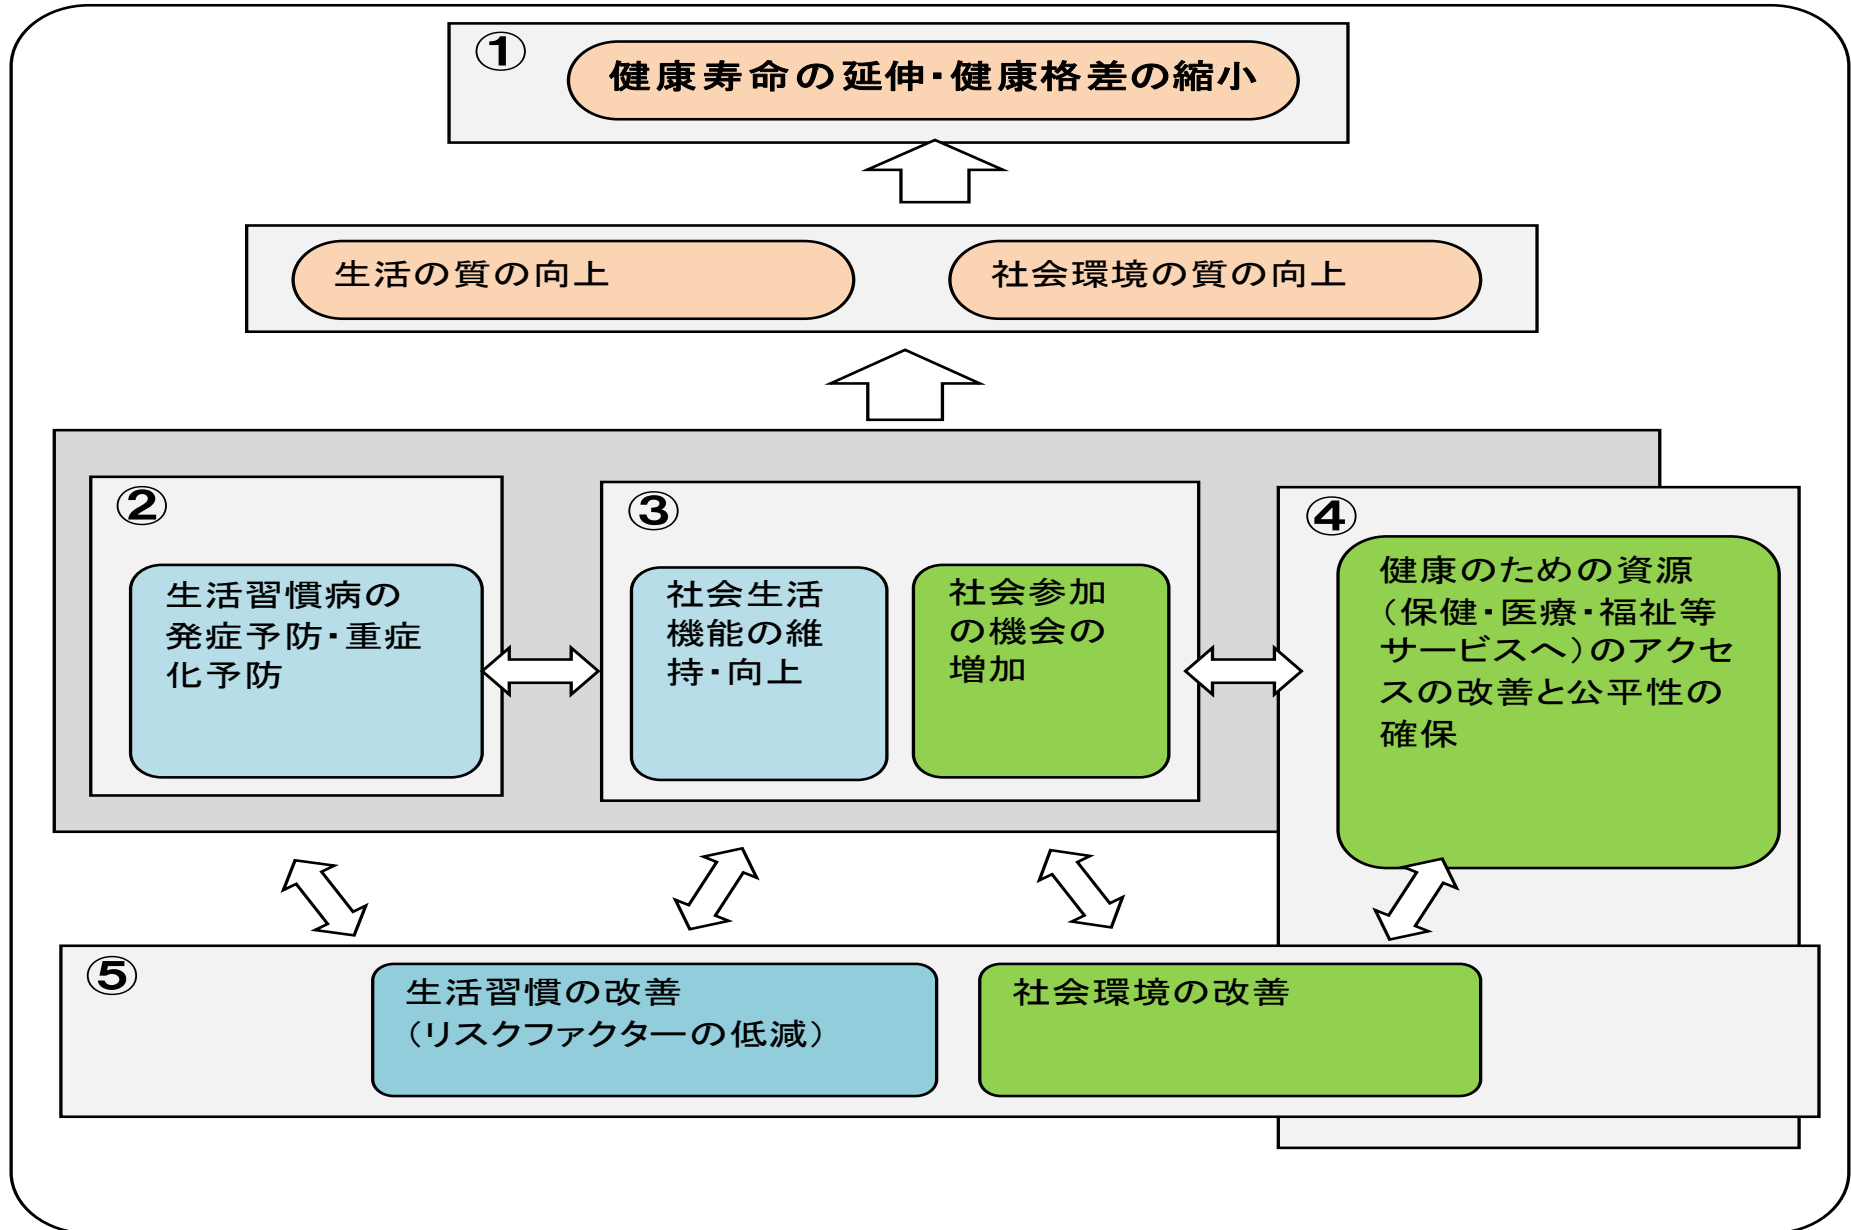 ①
健康寿命の延伸・健康格差の縮小
生活の質の向上
社会環境の質の向上
②
生活習慣病の
発症予防・重症
化予防
③
社会生活
機能の維
持・向上
社会参加
の機会の
増加
④
健康のための資源
（保健・医療・福祉等
サービスへ）のアクセ
スの改善と公平性の
確保
⑤
生活習慣の改善
（リスクファクターの低減）
社会環境の改善